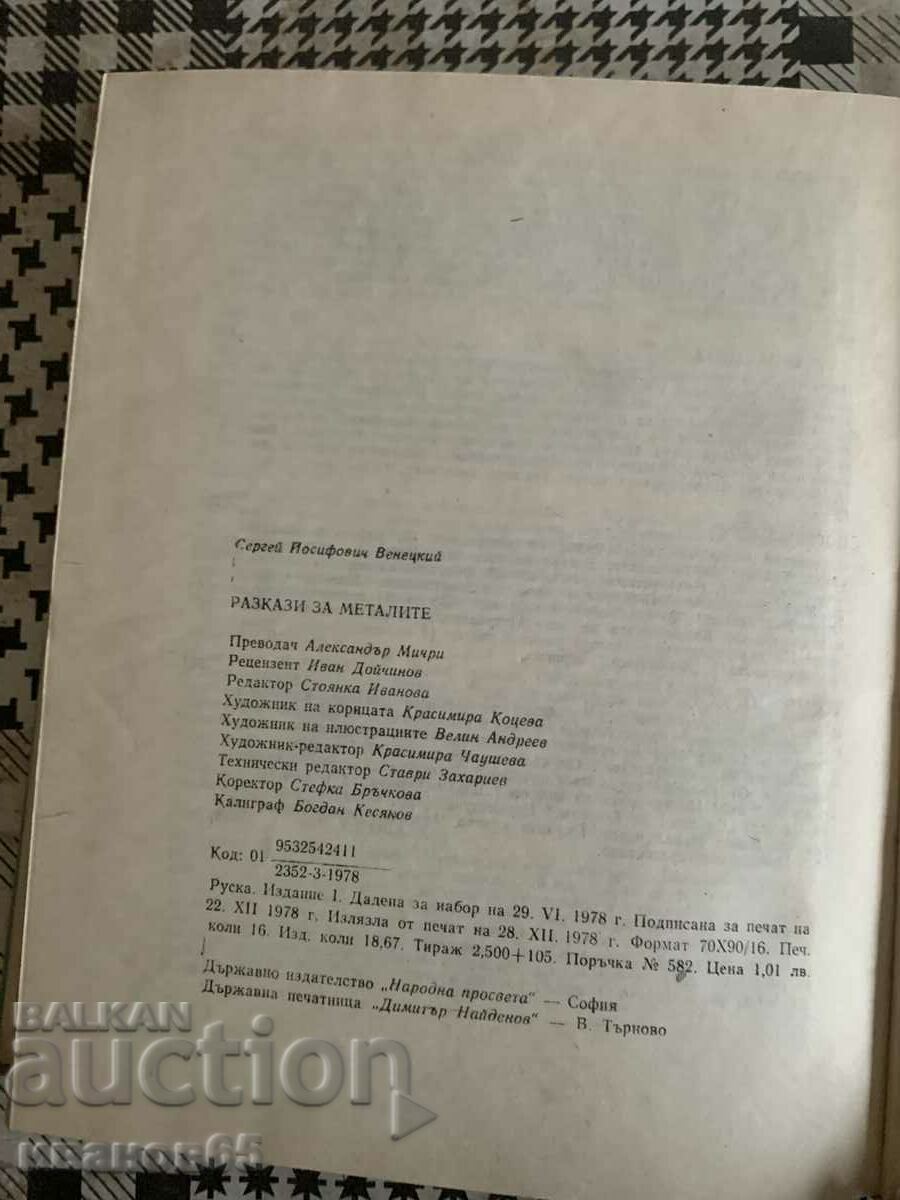 Сергей Йосифович Венецкий
РАЗКАЗИ ЗА МЕТАЛИТЕ
Преводач Александър Мичри
Рецензент Иван Дойчинов
Редактор Стоянка Иванова
Художник на корицата Красимира Коцева
Художник на илюстрациите Велин Андреев
Художник-редактор Красимира Чаушева
Технически редактор Ставри Захариев
Коректор Стефка Бръчкова
Калиграф Богдан Кесяков
Код: 01 9532542411
2352-3-1978
Руска. Издание I. Дадена за набор на 29. VI. 1978 г. Подписана за печат на
22. XII 1978 г. Излязла от печат на 28. XII. 1978 г. Формат 70X90/16. Печ.
коли 16. Изд. коли 18,67. Тираж 2,500+105. Поръчка № 582. Цена 1,01 лв.
Държавно издателство „Народна просвета" — София
Държавна печатница „Димитър Найденов" — В. Търново
BALKAN
auction
кпанов65